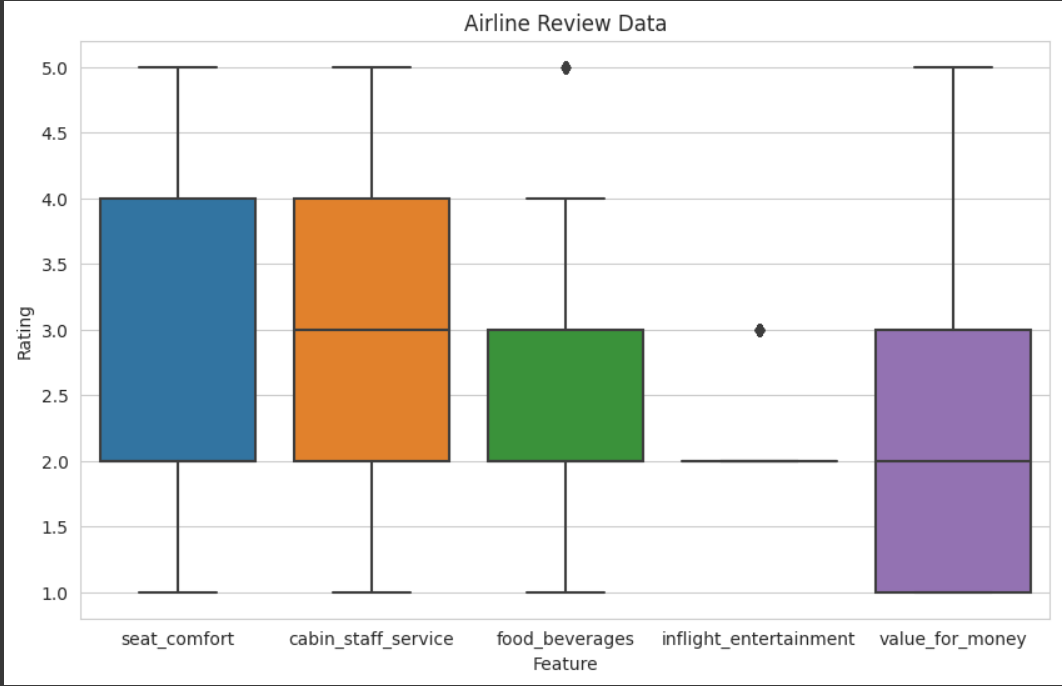 Airline Review Data
5.0
4.5
4.0
3.5
3.0
2.5
2.0
1.5
1.0
Rating
seat_comfort cabin_staff_service food_beverages inflight_entertainment value_for_money
Feature